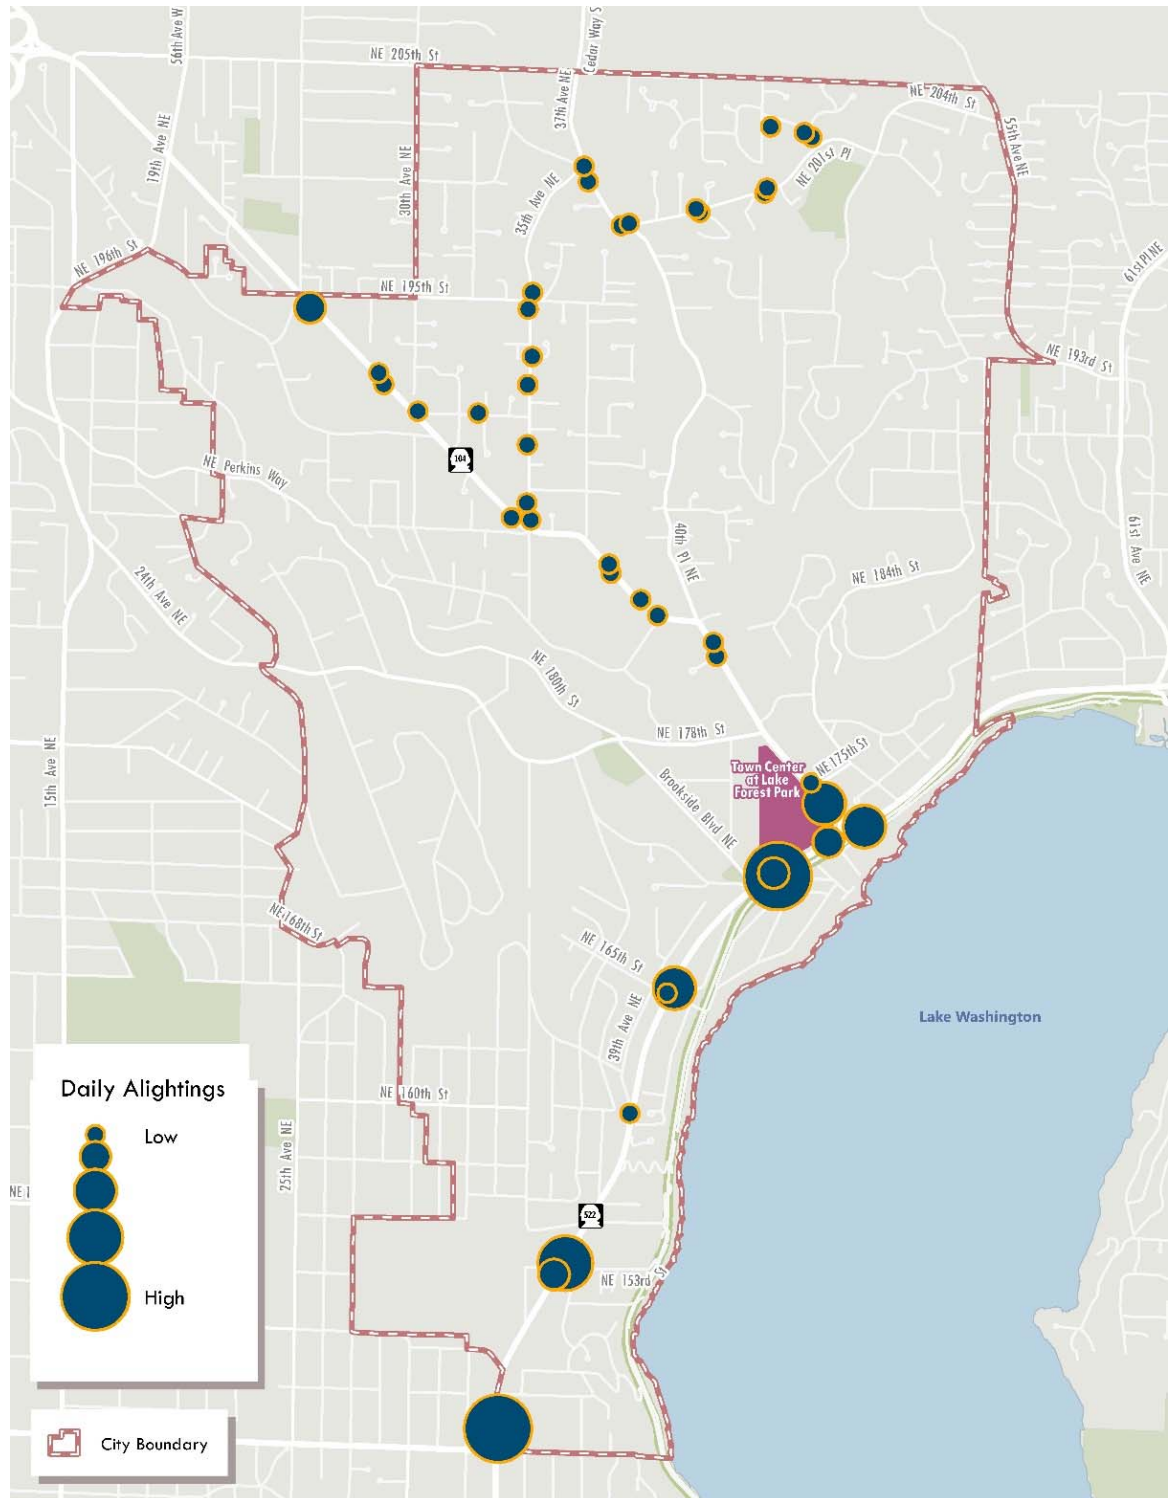 56th Ave W
NE 205th St
Cedar Way S
37th Ave NE
NE 204th St
55th Ave NE
19th Ave NE
30th Ave NE
35th Ave NE
NE 201st Pl
NE 196th St
NE 195th St
61st Pl NE
NE 193rd St
104
NE Perkins Way
40th Pl NE
61st Ave NE
NE 184th St
24th Ave NE
NE 180th St
NE 178th St
15th Ave NE
NE 175th St
Town Center
at Lake
Forest Park
Brookside Blvd NE
NE 168th St
NE 165th St
39th Ave NE
Lake Washington
NE 160th St
25th Ave NE
522
NE 153rd St
Daily Alightings
Low
High
City Boundary